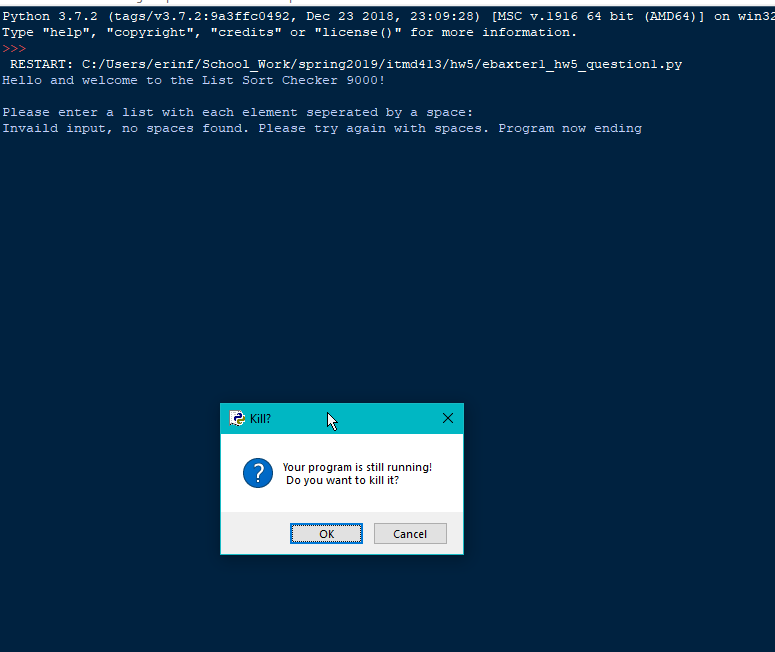 Python 3.7.2 (tags/v3.7.2:9a3ffc0492, Dec 23 2018, 23:09:28) [MSC v.1916 64 bit (AMD64)] on win32
Type "help", "copyright", "credits" or "license()" for more information.
>>>
RESTART: C:/Users/erinf/School_Work/spring2019/itmd413/hw5/ebaxter1_hw5_question1.py
Hello and welcome to the List Sort Checker 9000!
Please enter a list with each element seperated by a space:
Invaild input, no spaces found. Please try again with spaces. Program now ending
Kill?
Your program is still running!
Do you want to kill it?
OK Cancel